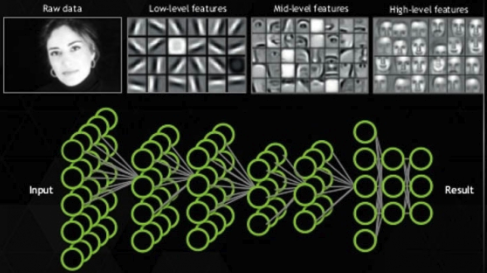 Raw data
Low-level features
Mid-level features
High-level features
Input
Result